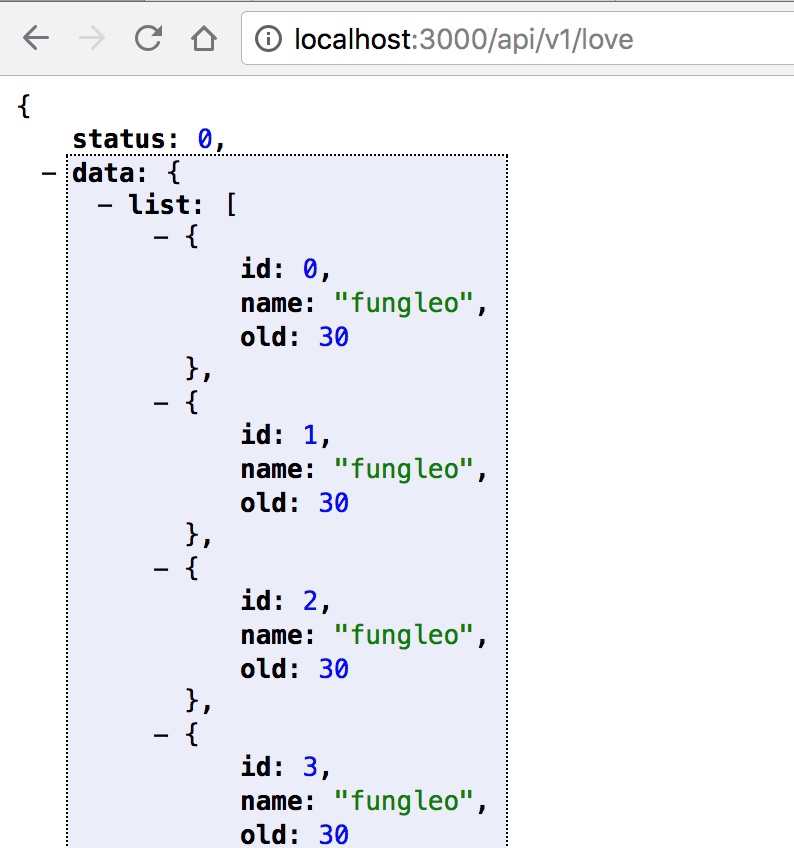 localhost:3000/api/v1/love
{
status: 0,
– data: {
– list: [
– {
id: 0,
name: "fungleo",
old: 30
},
– {
id: 1,
name: "fungleo",
old: 30
},
– {
id: 2,
name: "fungleo",
old: 30
},
– {
id: 3,
name: "fungleo",
old: 30